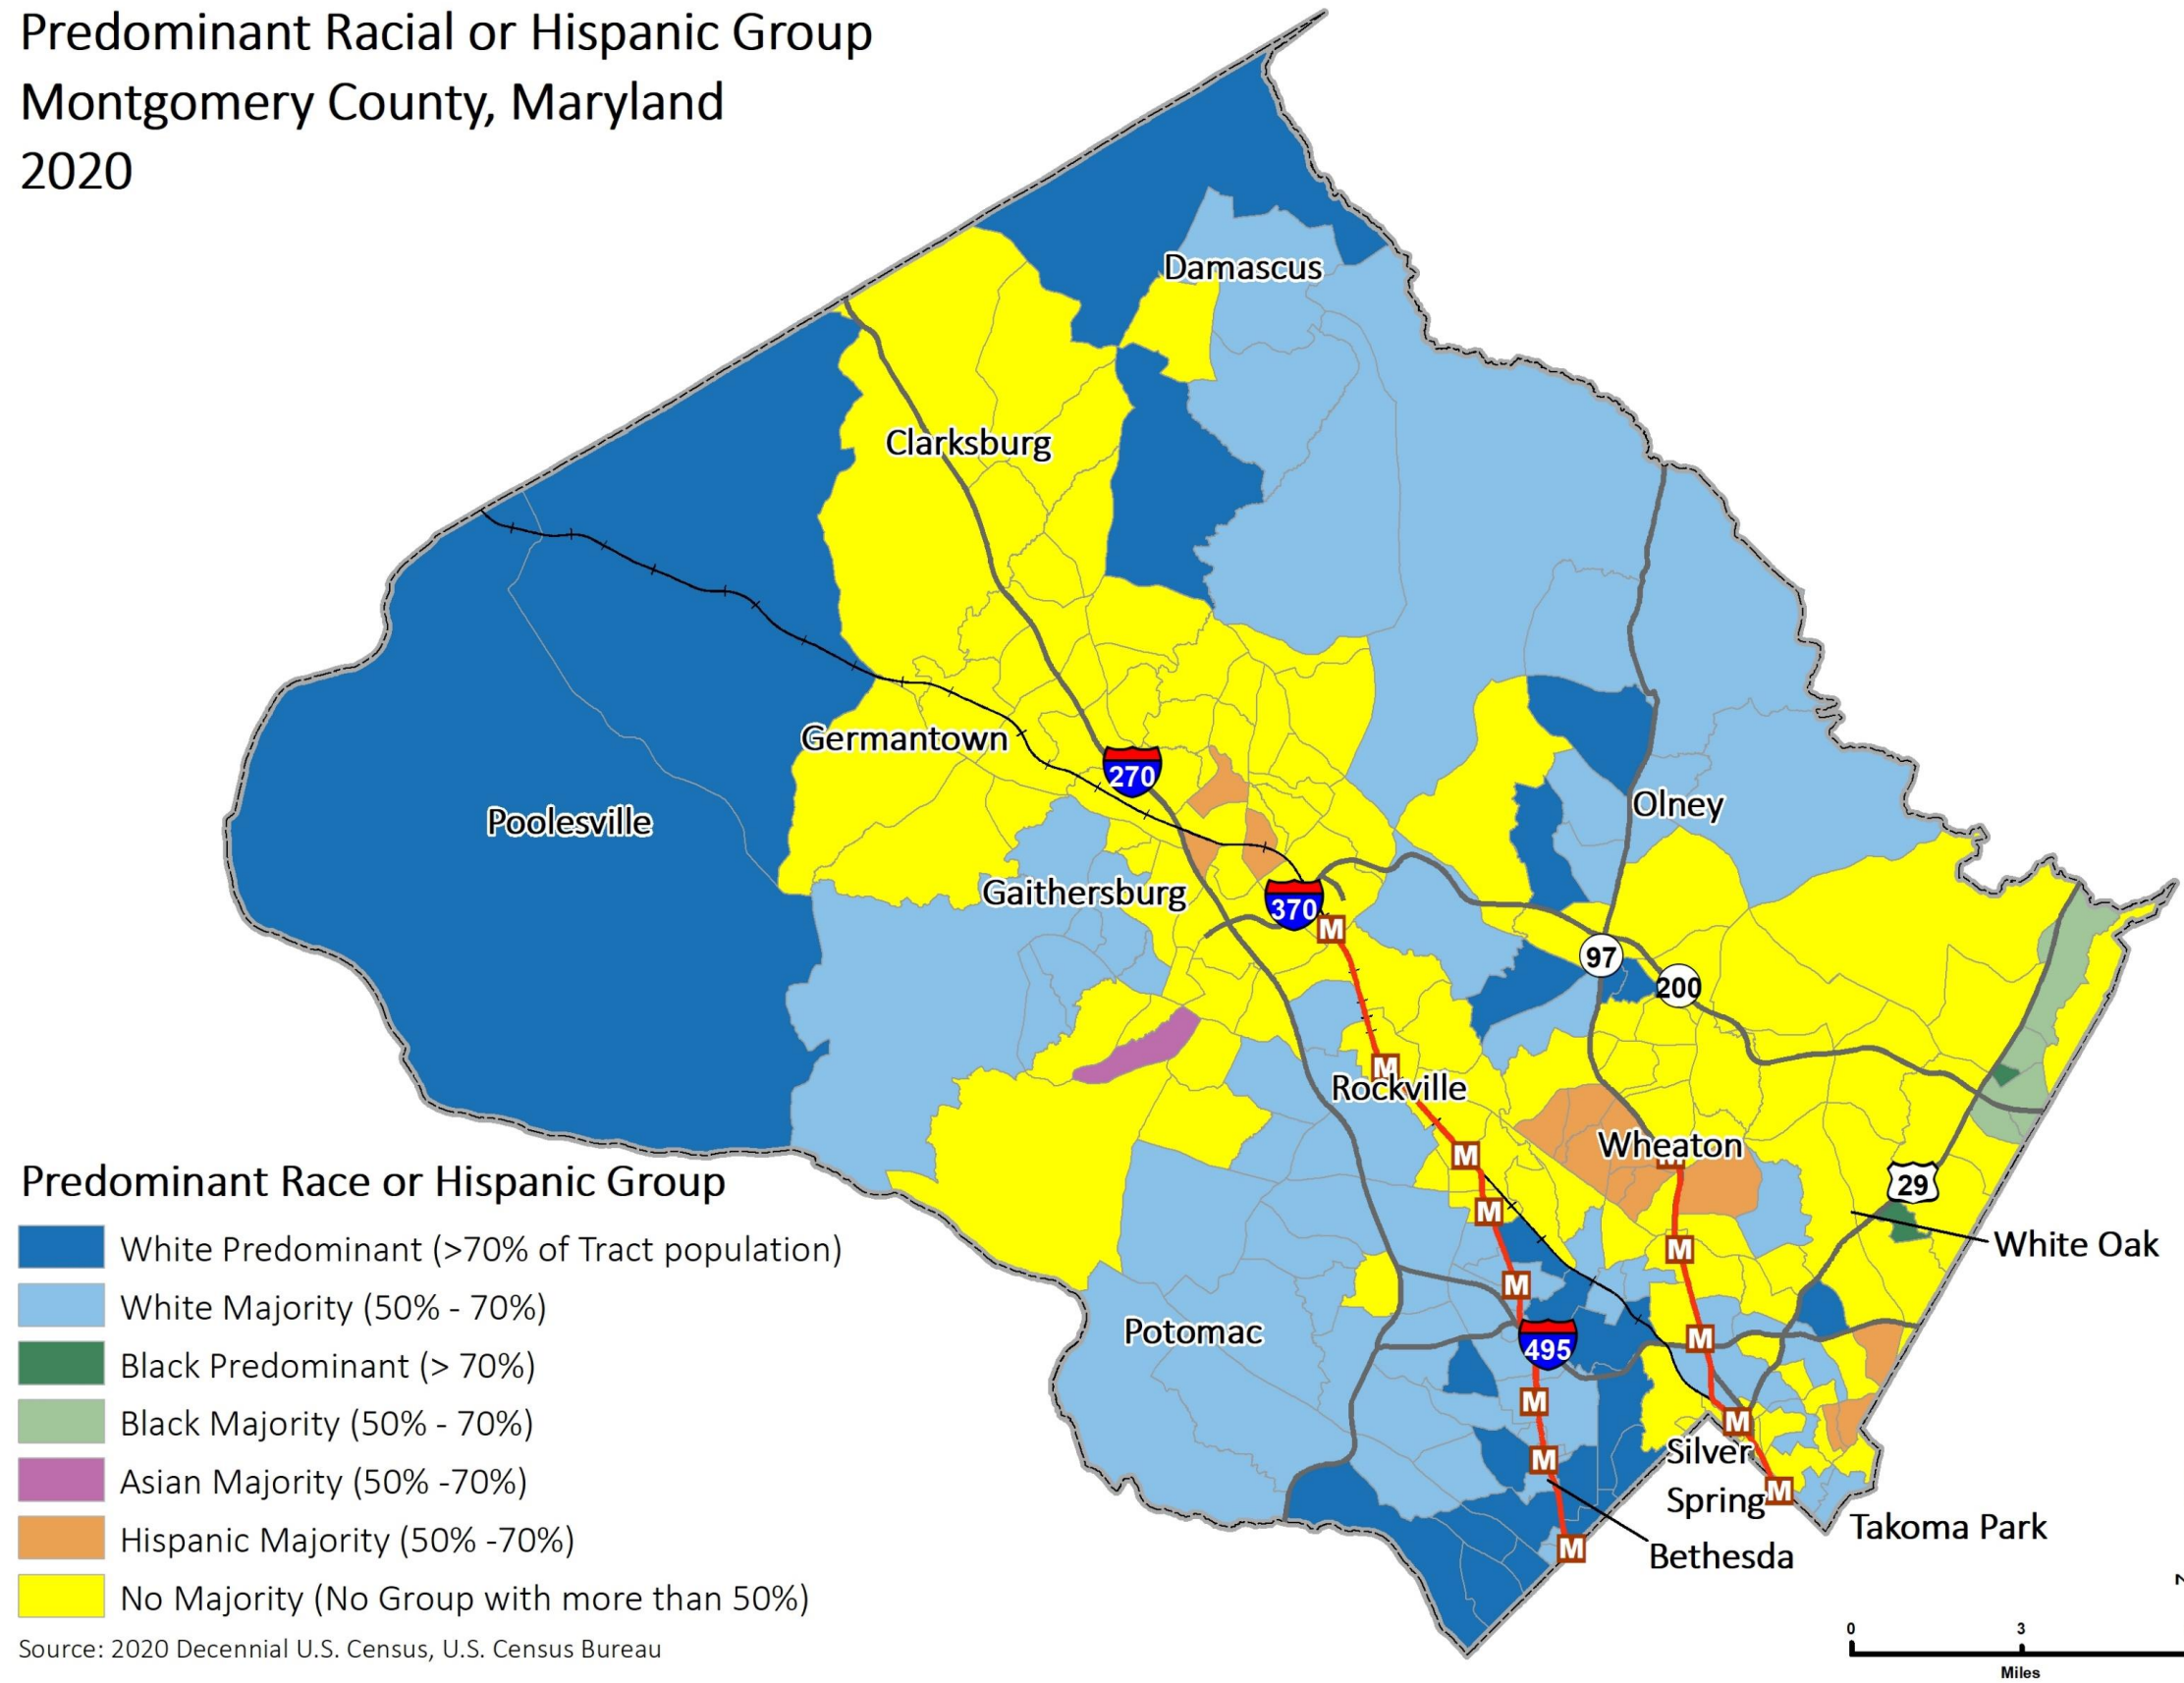 Predominant Racial or Hispanic Group
Montgomery County, Maryland
2020
Damascus
Clarksburg
Germantown
270
Olney
Poolesville
Gaithersburg
370
M
97
200
M
Rockville
Wheaton
M
M
29
M
White Oak
M
M
Potomac
495
M
M
M
Silver
Spring
M
M
Takoma Park
M
Bethesda
Predominant Race or Hispanic Group
White Predominant (>70% of Tract population)
White Majority (50% - 70%)
Black Predominant (> 70%)
Black Majority (50% - 70%)
Asian Majority (50% -70%)
Hispanic Majority (50% -70%)
No Majority (No Group with more than 50%)
Source: 2020 Decennial U.S. Census, U.S. Census Bureau
0 3
Miles